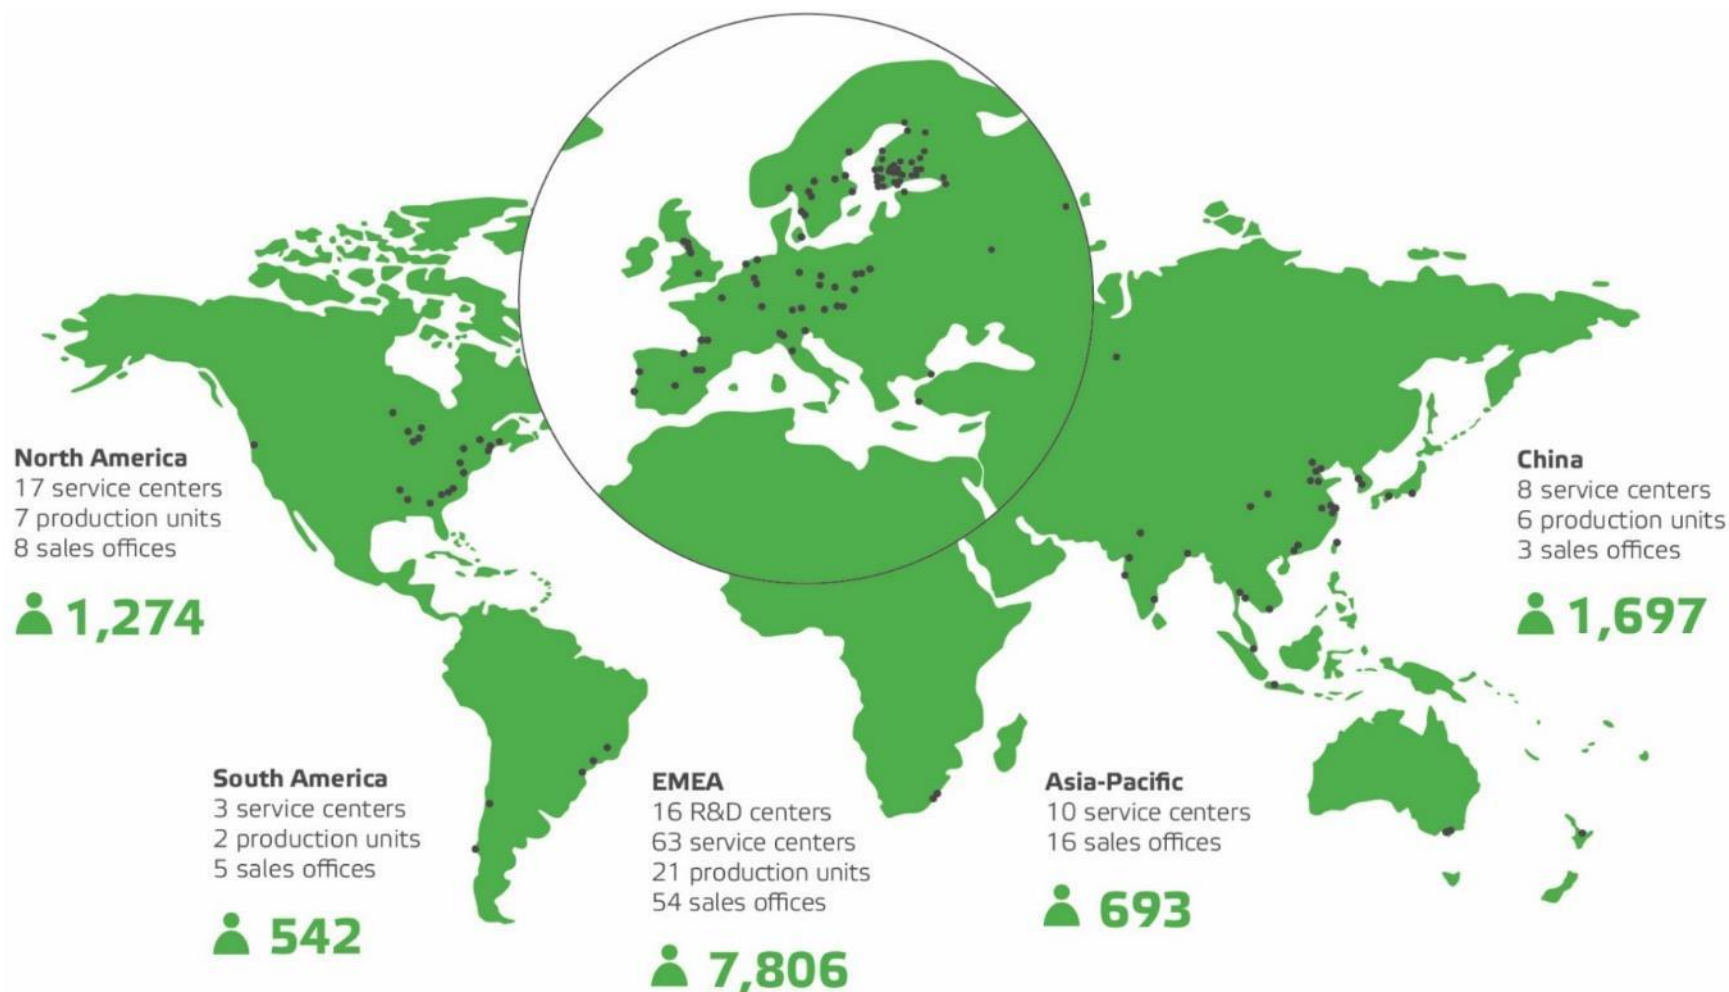 North America
17 service centers
7 production units
8 sales offices
1,274
China
8 service centers
6 production units
3 sales offices
1,697
South America
3 service centers
2 production units
5 sales offices
542
EMEA
16 R&D centers
63 service centers
21 production units
54 sales offices
7,806
Asia-Pacific
10 service centers
16 sales offices
693